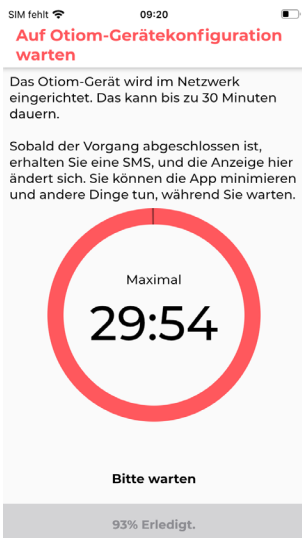 SIM fehlt 09:20
Auf Otiom-Gerätekonfiguration
warten
Das Otiom-Gerät wird im Netzwerk
eingerichtet. Das kann bis zu 30 Minuten
dauern.
Sobald der Vorgang abgeschlossen ist,
erhalten Sie eine SMS, und die Anzeige hier
ändert sich. Sie können die App minimieren
und andere Dinge tun, während Sie warten.
Maximal
29:54
Bitte warten
93% Erledigt.